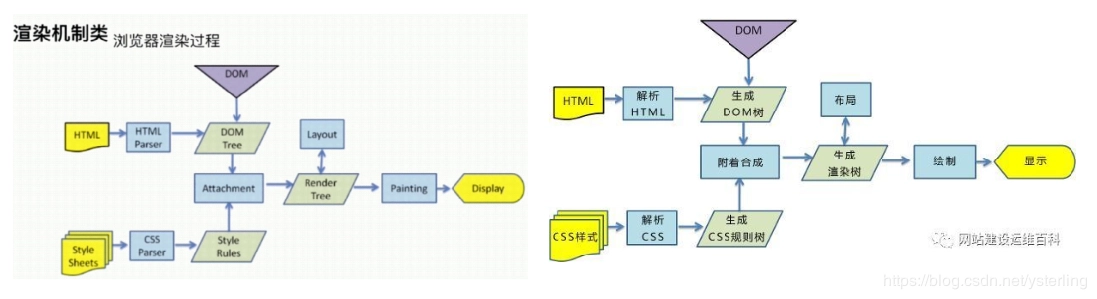 渲染机制类 浏览器渲染过程
DOM
HTML
HTML
Parser
DOM
Tree
Layout
Attachment
Render
Tree
Painting
Display
Style
Sheets
CSS
Parser
Style
Rules
DOM
HTML
解析
HTML
生成
DOM树
布局
附着合成
生成
渲染树
绘制
显示
CSS样式
解析
CSS
生成
CSS规则树
网站建设运维百科
https://blog.csdn.net/ysterling